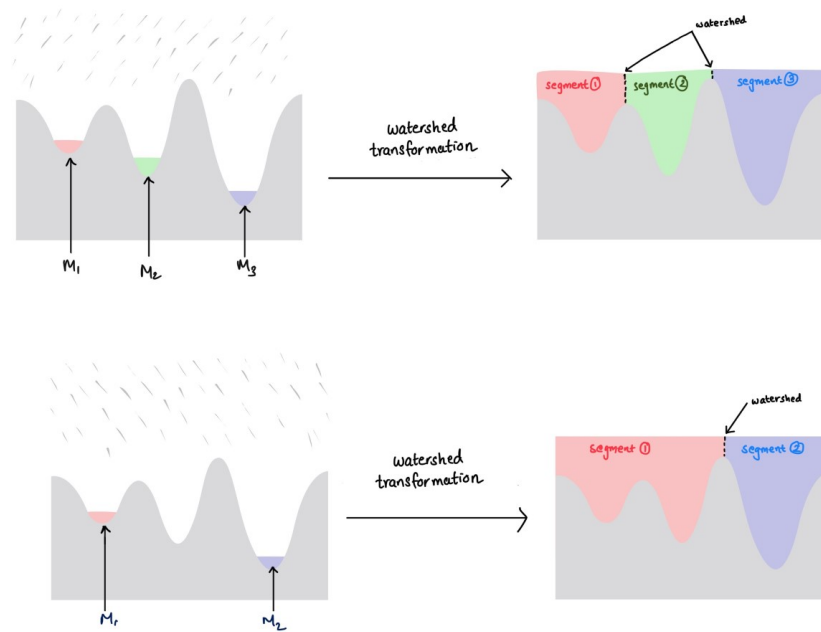 watershed
segment ①
segment ②
segment ③
watershed
transformation
M₁
M₂
M₃
watershed
segment ①
segment ②
watershed
transformation
M₁
M₂